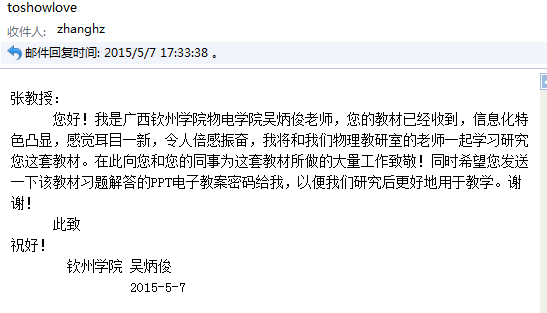 toshowlove
收件人: zhanghz
邮件回复时间: 2015/5/7 17:33:38 。
张教授：
您好！我是广西钦州学院物电学院吴炳俊老师，您的教材已经收到，信息化特
色凸显，感觉耳目一新，令人倍感振奋，我将和我们物理教研室的老师一起学习研究
您这套教材。在此向您和您的同事为这套教材所做的大量工作致敬！同时希望您发送
一下该教材习题解答的PPT电子教案密码给我，以便我们研究后更好地用于教学。谢
谢！
此致
祝好！
钦州学院 吴炳俊
2015-5-7